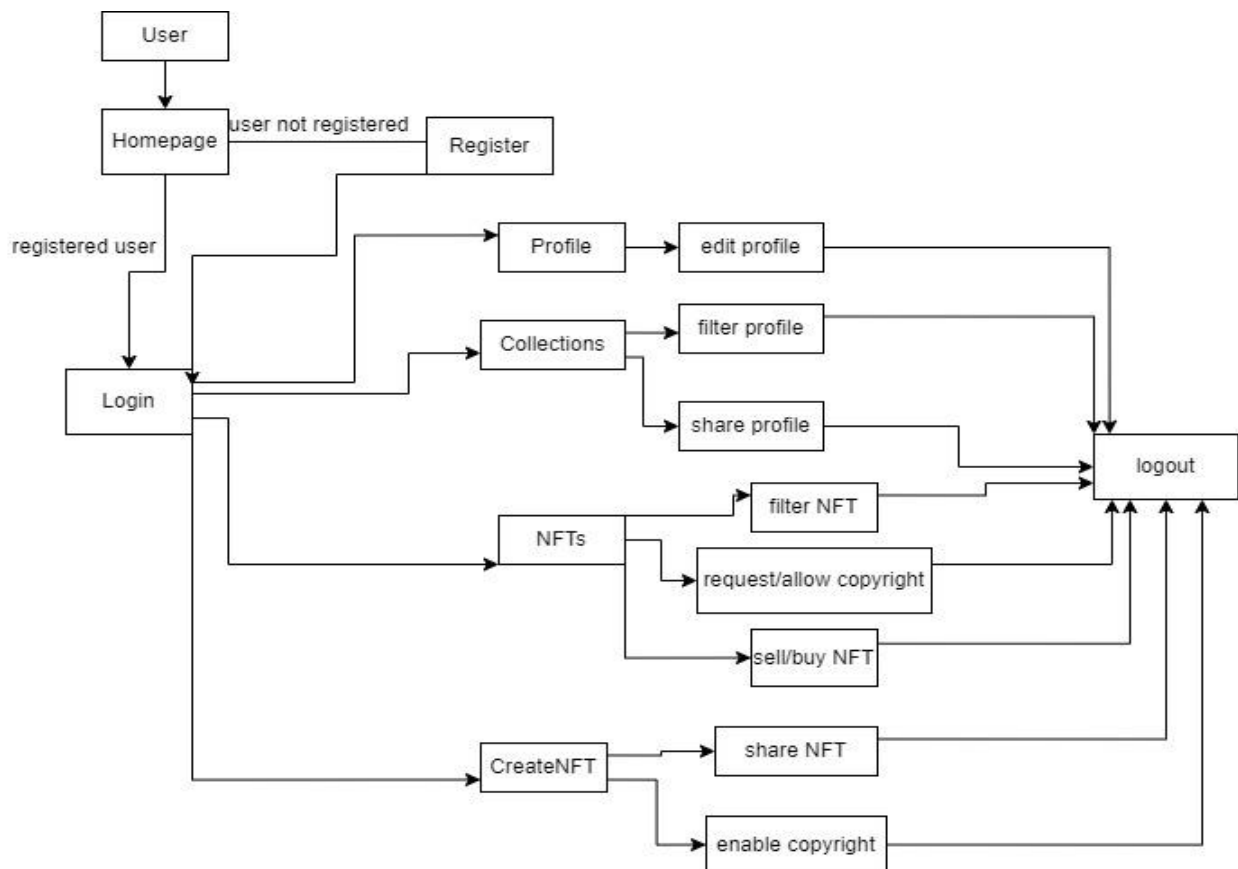 User
Homepage
user not registered
Register
registered user
Profile
edit profile
Collections
filter profile
Login
share profile
logout
NFTs
filter NFT
request/allow copyright
sell/buy NFT
CreateNFT
share NFT
enable copyright